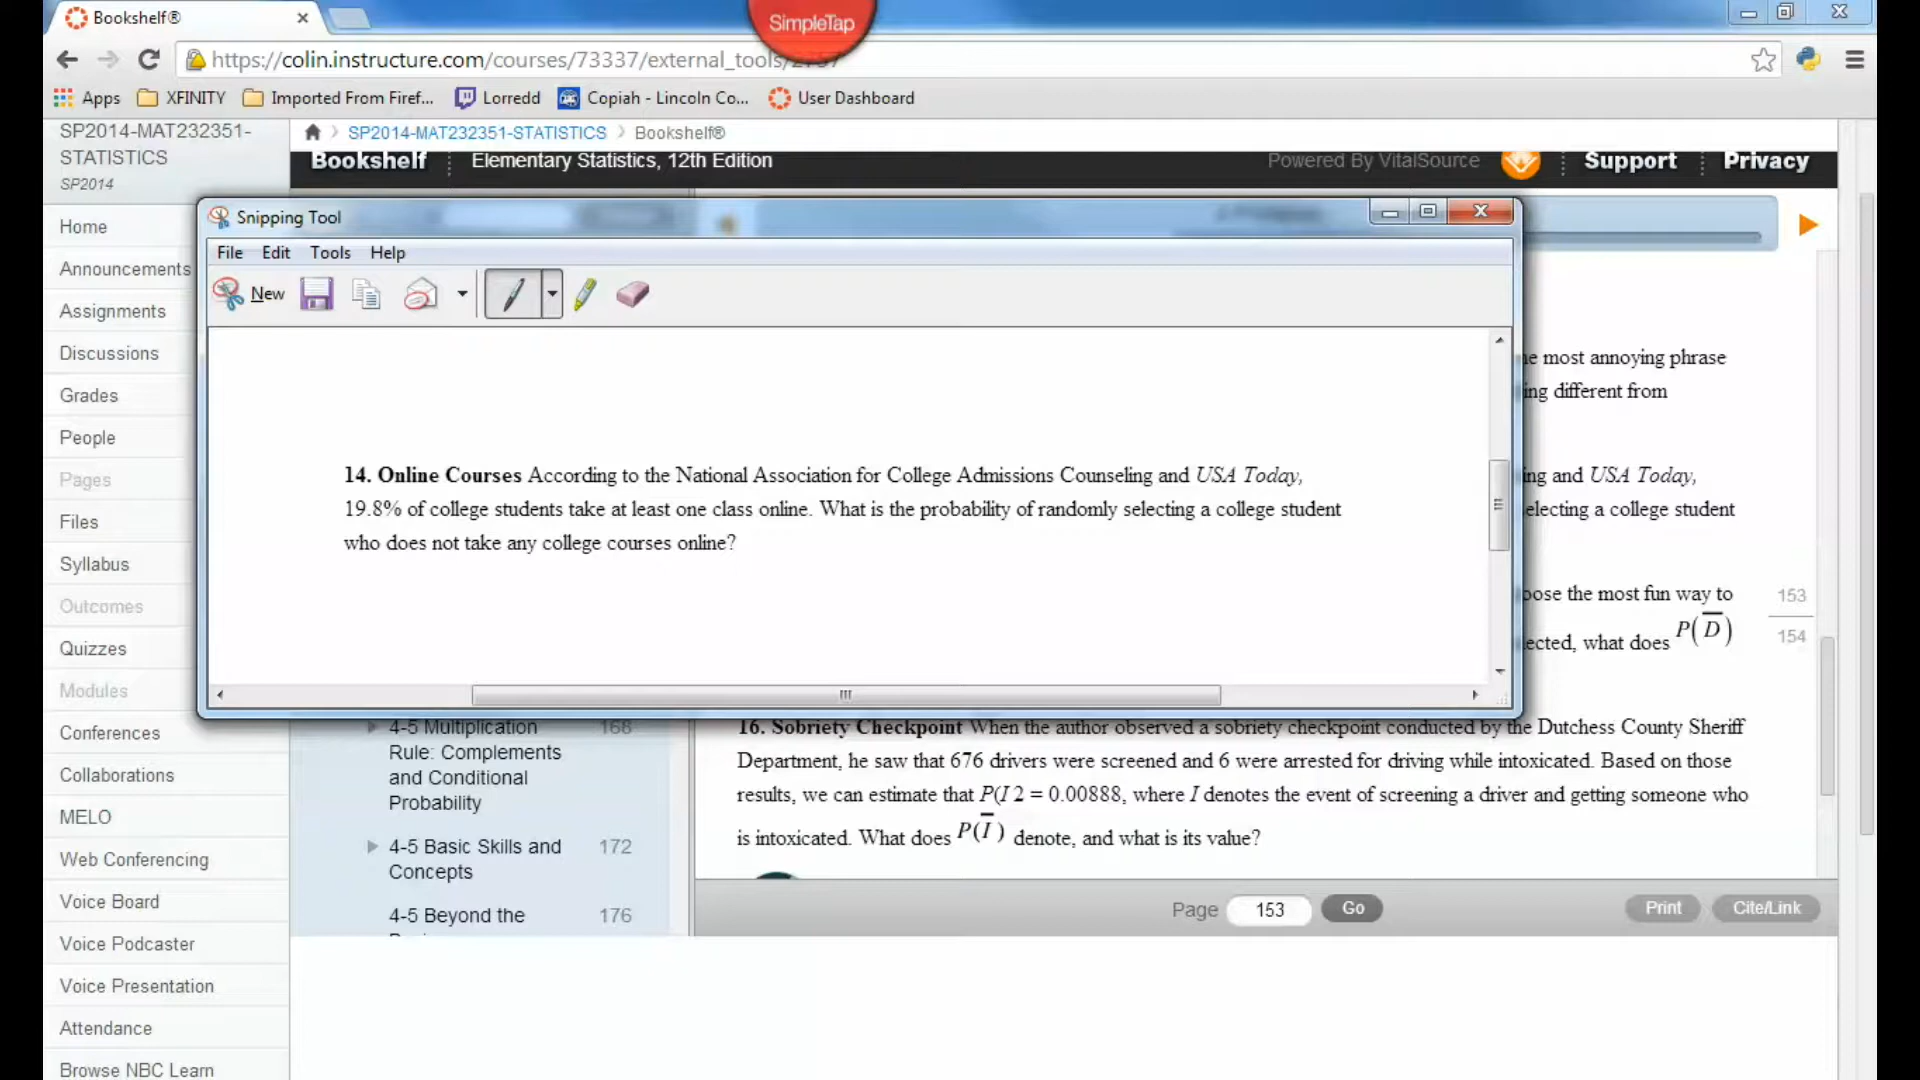 Bookshelf®
SimpleTap
https://colin.instructure.com/courses/73337/external_tools/
Apps XFINITY Imported From Firef... Lorredd Copiah - Lincoln Co... User Dashboard
SP2014-MAT232351-
STATISTICS
SP2014
SP2014-MAT232351-STATISTICS Bookshelf®
Bookshelf Elementary Statistics, 12th Edition Powered By VitalSource Support Privacy
Home
Announcements
Assignments
Discussions
Grades
People
Pages
Files
Syllabus
Outcomes
Quizzes
Modules
Conferences
Collaborations
MELO
Web Conferencing
Voice Board
Voice Podcaster
Voice Presentation
Attendance
Browse NBC Learn
Snipping Tool
File Edit Tools Help
New
14. Online Courses According to the National Association for College Admissions Counseling and USA Today,
19.8% of college students take at least one class online. What is the probability of randomly selecting a college student
who does not take any college courses online?
most annoying phrase
different from
and USA Today,
a college student
the most fun way to
what does P(D̅)
153
154
4-5 Multiplication 168
Rule: Complements
and Conditional
Probability
4-5 Basic Skills and 172
Concepts
4-5 Beyond the 176
16. Sobriety Checkpoint When the author observed a sobriety checkpoint conducted by the Dutchess County Sheriff
Department, he saw that 676 drivers were screened and 6 were arrested for driving while intoxicated. Based on those
results, we can estimate that P(I 2 = 0.00888, where I denotes the event of screening a driver and getting someone who
is intoxicated. What does P(I̅) denote, and what is its value?
Page 153 Go Print Cite/Link